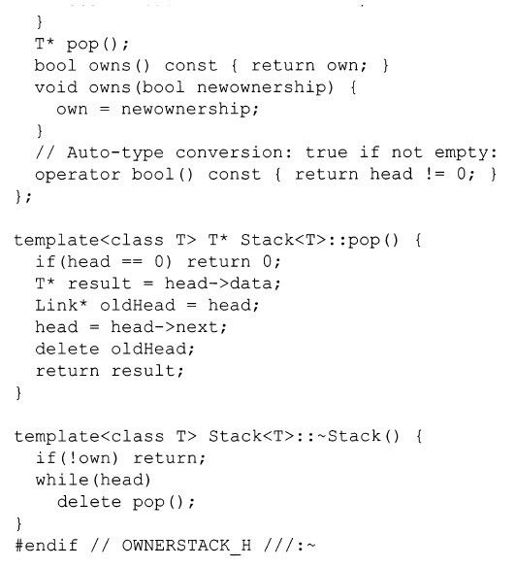 }
T* pop();
bool owns() const { return own; }
void owns(bool newownership) {
own = newownership;
}
// Auto-type conversion: true if not empty:
operator bool() const { return head != 0; }
};
template<class T> T* Stack<T>::pop() {
if(head == 0) return 0;
T* result = head->data;
Link* oldHead = head;
head = head->next;
delete oldHead;
return result;
}
template<class T> Stack<T>::~Stack() {
if(!own) return;
while(head)
delete pop();
}
#endif // OWNERSTACK_H ///:~